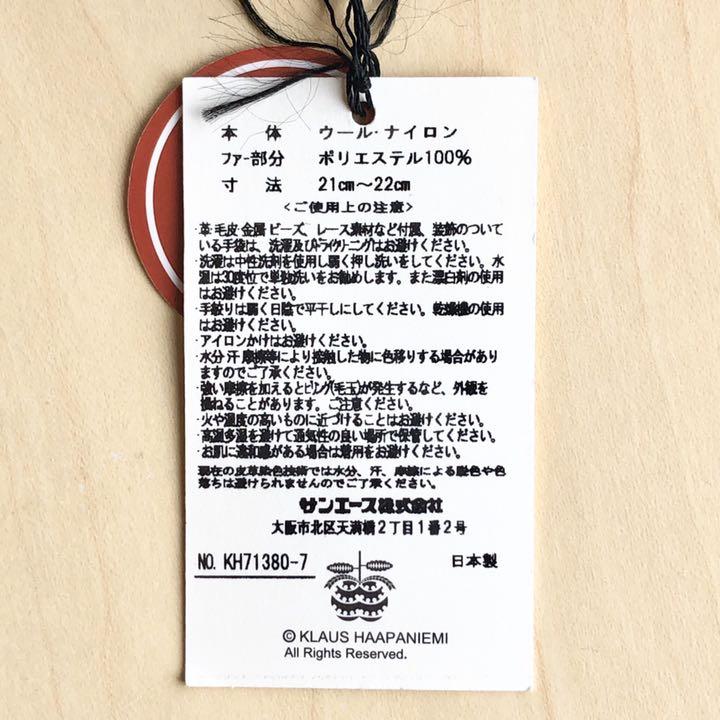 本体 ウール・ナイロン
ファー部分 ポリエステル100%
寸法 21cm〜22cm
<ご使用上の注意>
・革 毛皮 金属 ビーズ、レース素材など付属、装飾のついて
いる手袋は、洗濯及びドライクリーニングはお避けください。
・洗濯は中性洗剤を使用し弱く押し洗いをしてください。水
温は30度位で単独洗いをお勧めします。また漂白剤の使用
はお避けください。
・手絞りは弱く日陰で平干しにしてください。乾燥機の使用
はお避けください。
・アイロンかけはお避けください。
・水分 汗 摩擦等により接触した物に色移りする場合があり
ますのでご了承ください。
・強い摩擦を加えるとピリング(毛玉)が発生するなど、外観を
損ねることがあります。ご注意ください。
・火や温度の高いものに近づけることはお避けください。
・高温多湿を避けて通気性の良い場所で保管してください。
・お肌に違和感がある場合は着用をお避けください。
現在の皮革染色技術では水分、汗、摩擦による脱色や色
落ちは避けられませんのでご了承ください。
サンエース株式会社
大阪市北区天満橋2丁目1番2号
NO. KH71380-7 日本製
© KLAUS HAAPANIEMI
All Rights Reserved.